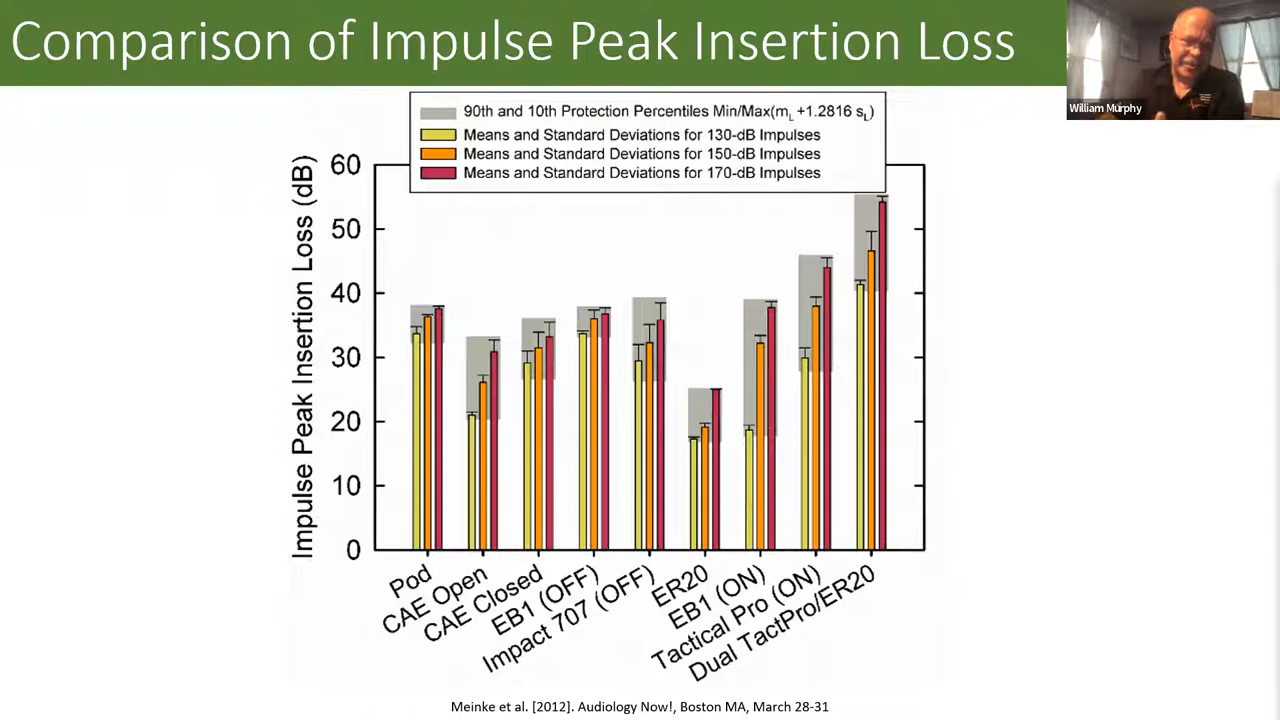 Comparison of Impulse Peak Insertion Loss
William Murphy
90th and 10th Protection Percentiles Min/Max(mL +1.2816 sL)
Means and Standard Deviations for 130-dB Impulses
Means and Standard Deviations for 150-dB Impulses
Means and Standard Deviations for 170-dB Impulses
Impulse Peak Insertion Loss (dB)
60
50
40
30
20
10
0
Pod
CAE Open
CAE Closed
EB1 (OFF)
Impact 707 (OFF)
ER20
EB1 (ON)
Tactical Pro (ON)
Dual TactPro/ER20
Meinke et al. [2012]. Audiology Now!, Boston MA, March 28-31